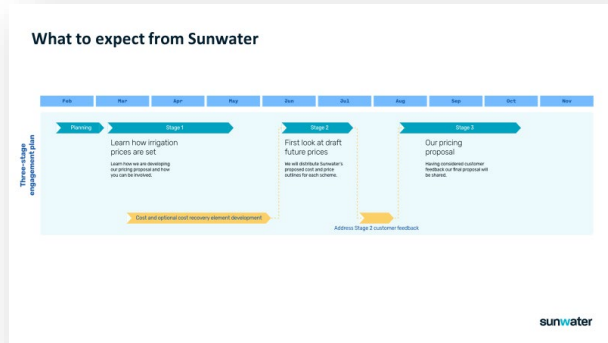 What to expect from Sunwater
Feb Mar Apr May Jun Jul Aug Sep Oct Nov
Three-stage
engagement plan
Planning Stage 1 Stage 2 Stage 3
Learn how irrigation
prices are set
Learn how we are developing
our pricing proposal and how
you can be involved.
First look at draft
future prices
We will distribute Sunwater's
proposed cost and price
outlines for each scheme.
Our pricing
proposal
Having considered customer
feedback our final proposal will
be shared.
Cost and optional cost recovery element development
Address Stage 2 customer feedback
sunwater